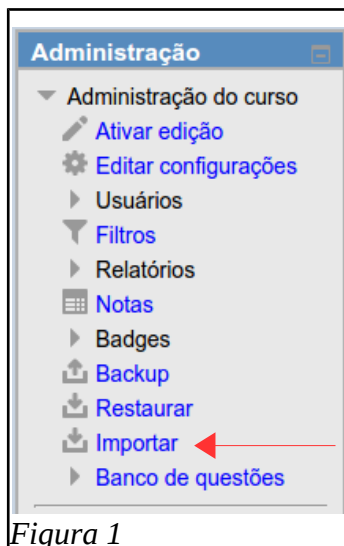 Administração
Administração do curso
Ativar edição
Editar configurações
Usuários
Filtros
Relatórios
Notas
Badges
Backup
Restaurar
Importar
Banco de questões
Figura 1